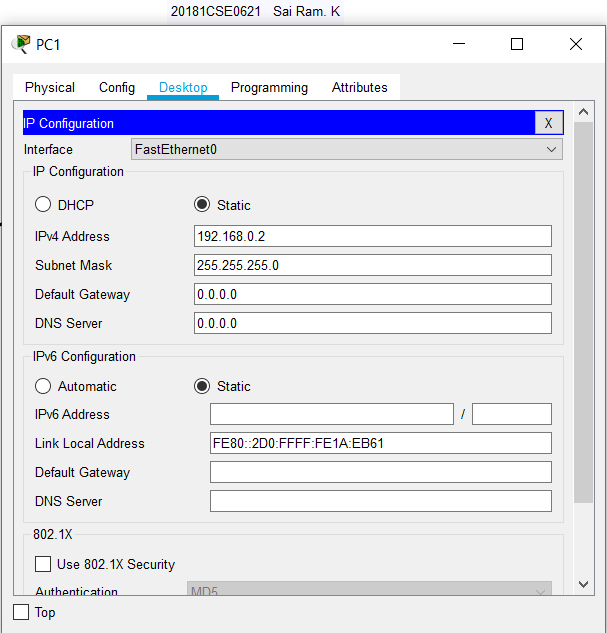 20181CSE0621 Sai Ram. K
PC1
Physical Config Desktop Programming Attributes
IP Configuration X
Interface FastEthernet0
IP Configuration
DHCP Static
IPv4 Address 192.168.0.2
Subnet Mask 255.255.255.0
Default Gateway 0.0.0.0
DNS Server 0.0.0.0
IPv6 Configuration
Automatic Static
IPv6 Address /
Link Local Address FE80::2D0:FFFF:FE1A:EB61
Default Gateway
DNS Server
802.1X
Use 802.1X Security
Authentication MD5
Top